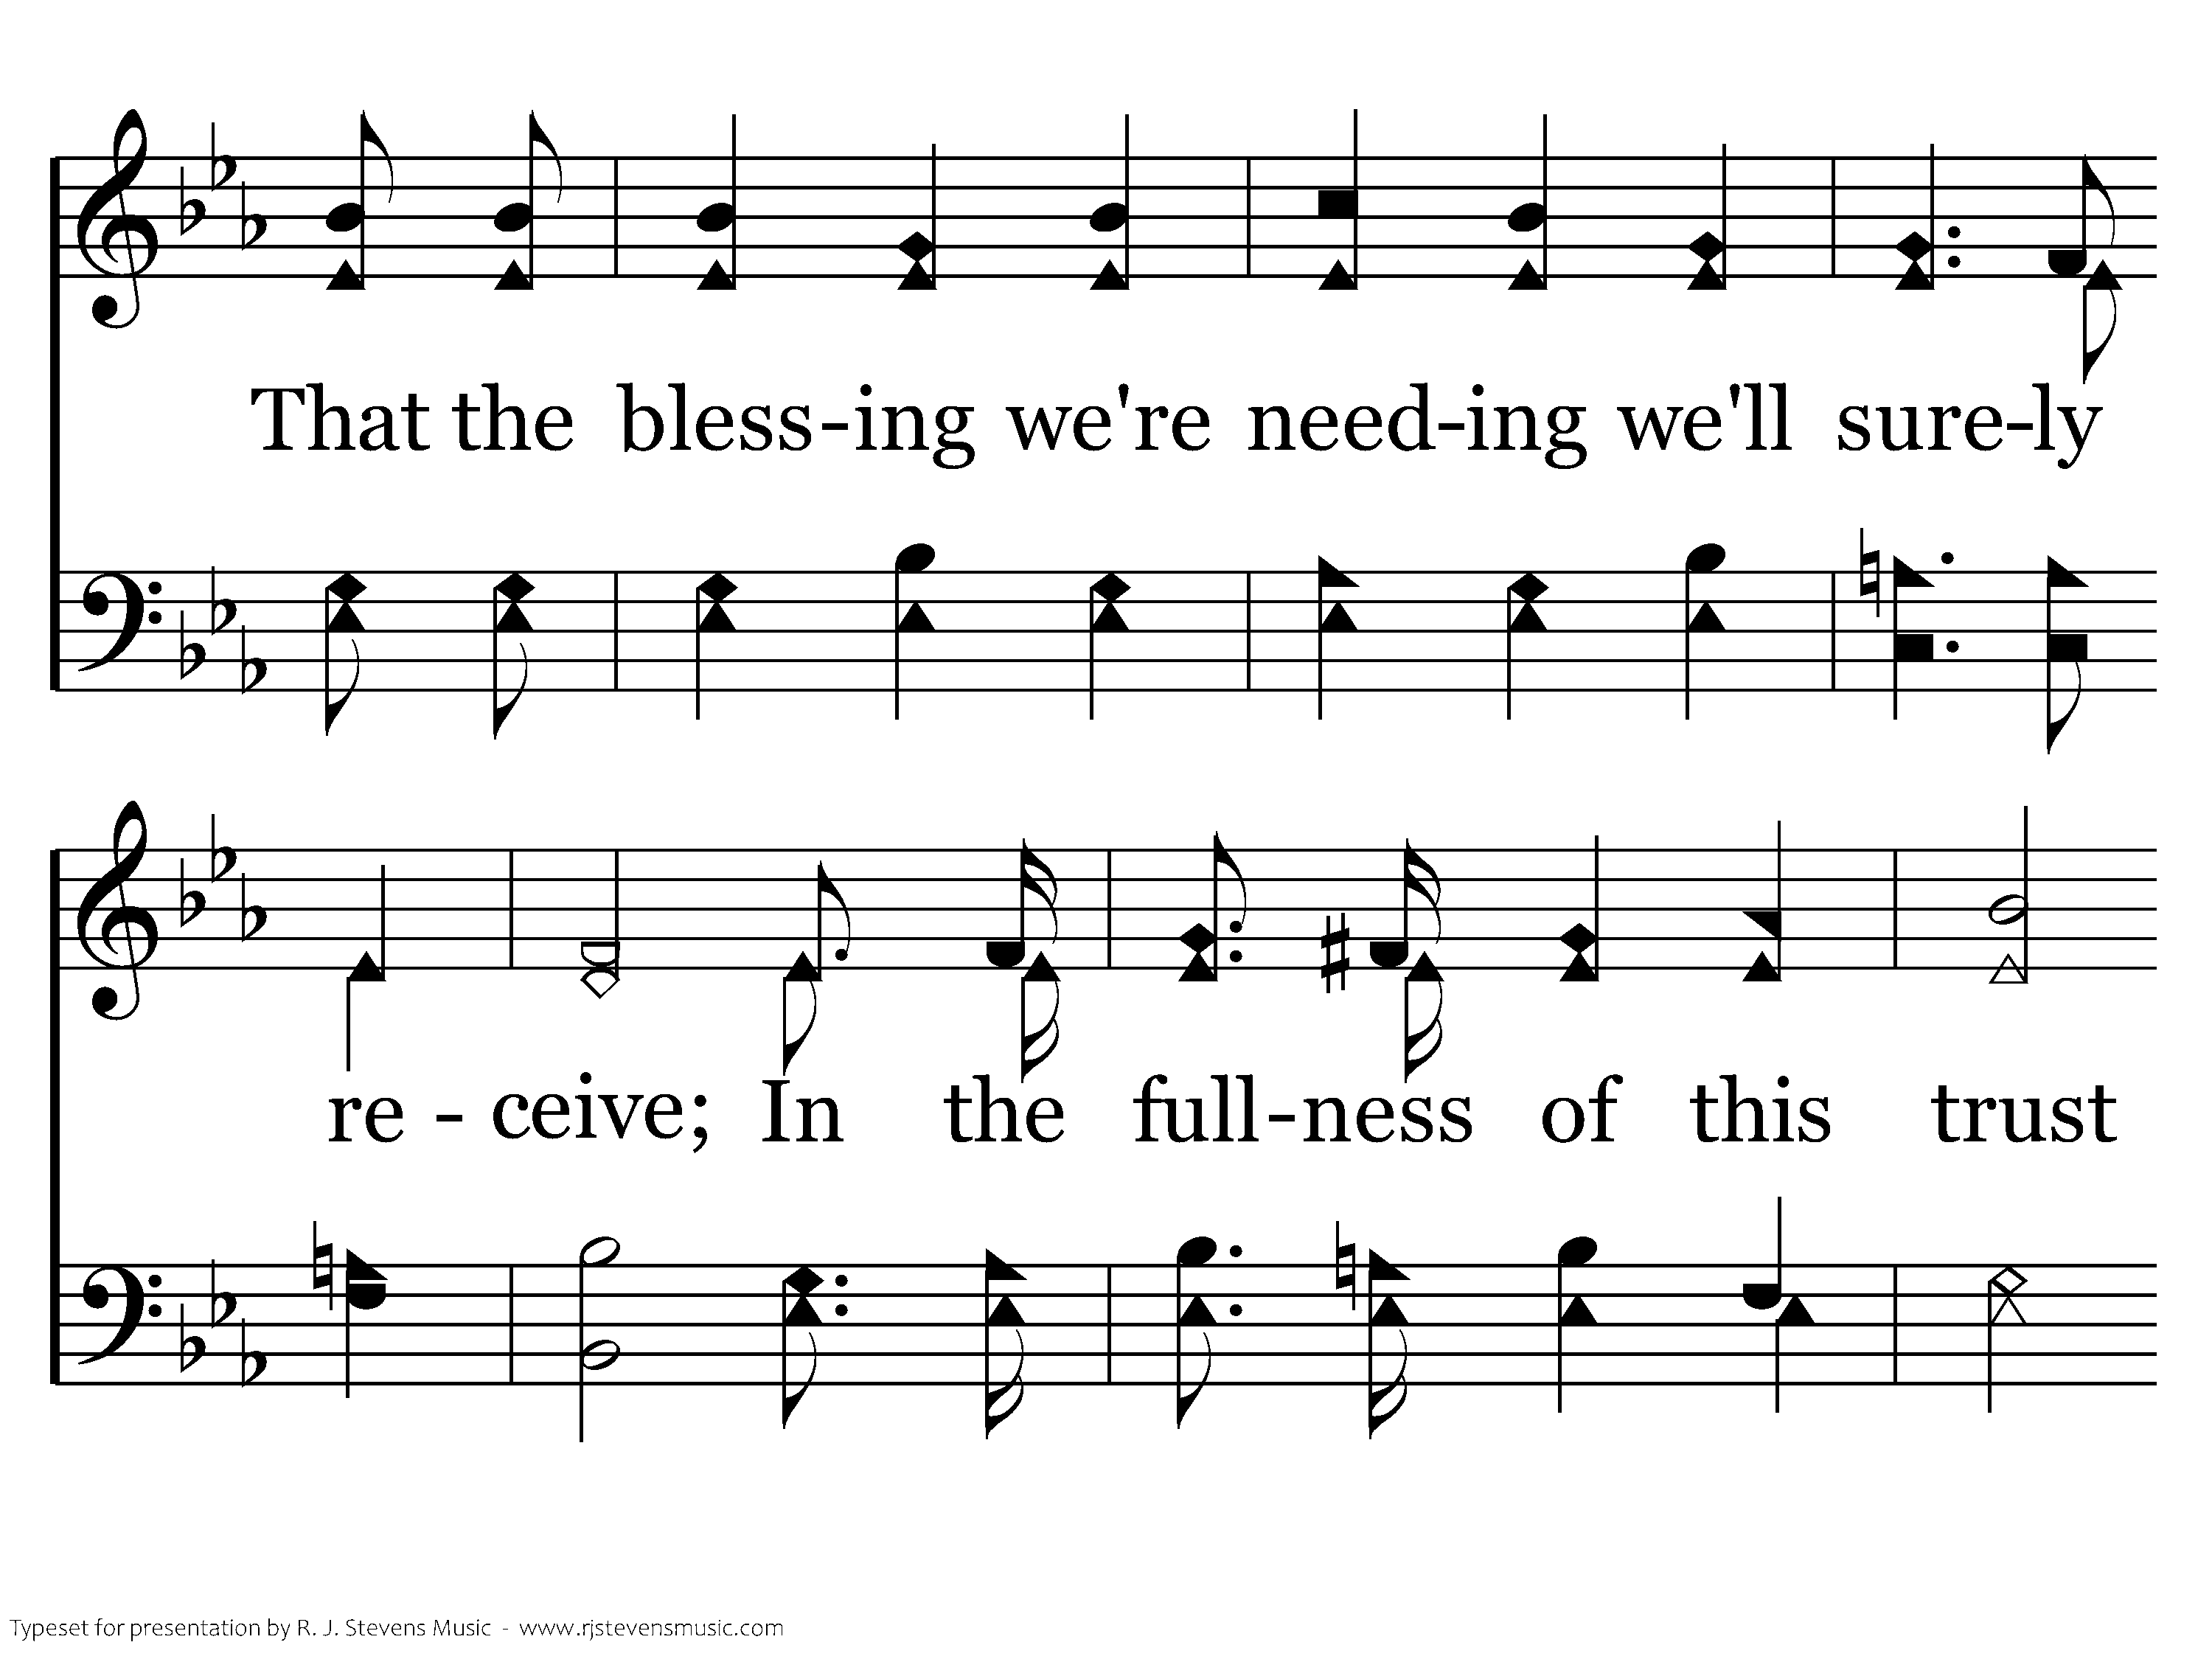 That the bless-ing we're need-ing we'll sure-ly
re - ceive; In the full-ness of this trust
Typeset for presentation by R. J. Stevens Music - www.rjstevensmusic.com